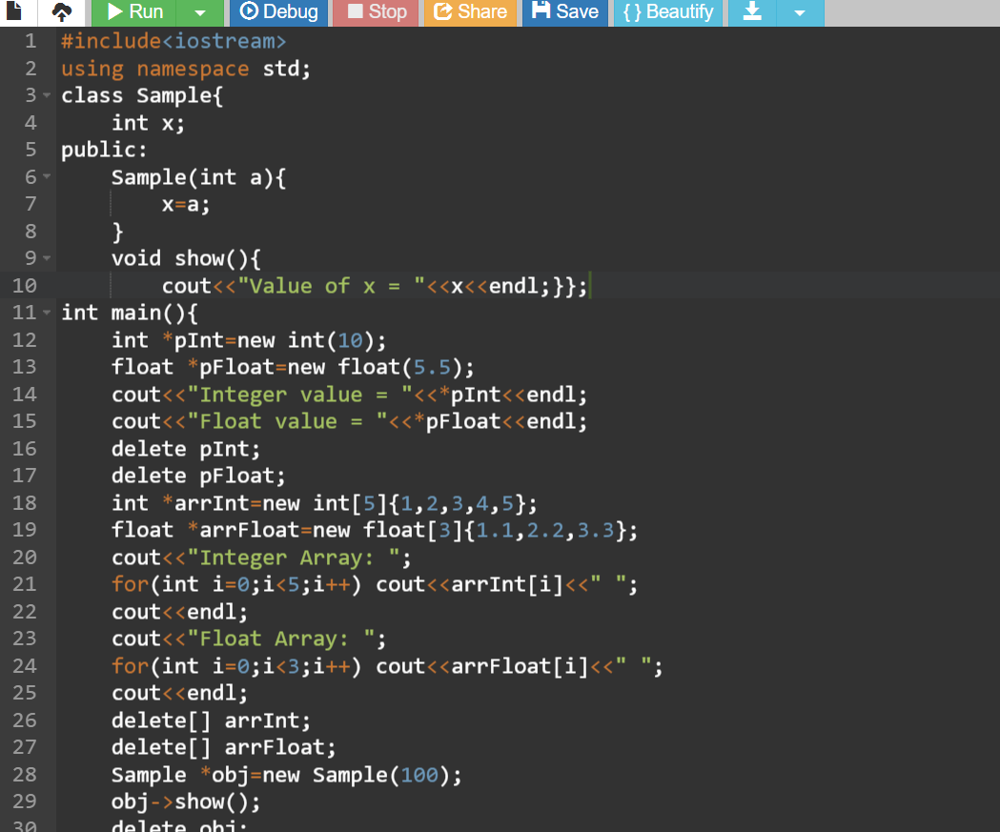 Run Debug Stop Share Save { } Beautify
1 #include<iostream>
2 using namespace std;
3 class Sample{
4     int x;
5 public:
6     Sample(int a){
7         x=a;
8     }
9     void show(){
10         cout<<"Value of x = "<<x<<endl;}};
11 int main(){
12     int *pInt=new int(10);
13     float *pFloat=new float(5.5);
14     cout<<"Integer value = "<<*pInt<<endl;
15     cout<<"Float value = "<<*pFloat<<endl;
16     delete pInt;
17     delete pFloat;
18     int *arrInt=new int[5]{1,2,3,4,5};
19     float *arrFloat=new float[3]{1.1,2.2,3.3};
20     cout<<"Integer Array: ";
21     for(int i=0;i<5;i++) cout<<arrInt[i]<<" ";
22     cout<<endl;
23     cout<<"Float Array: ";
24     for(int i=0;i<3;i++) cout<<arrFloat[i]<<" ";
25     cout<<endl;
26     delete[] arrInt;
27     delete[] arrFloat;
28     Sample *obj=new Sample(100);
29     obj->show();
30     delete obj;